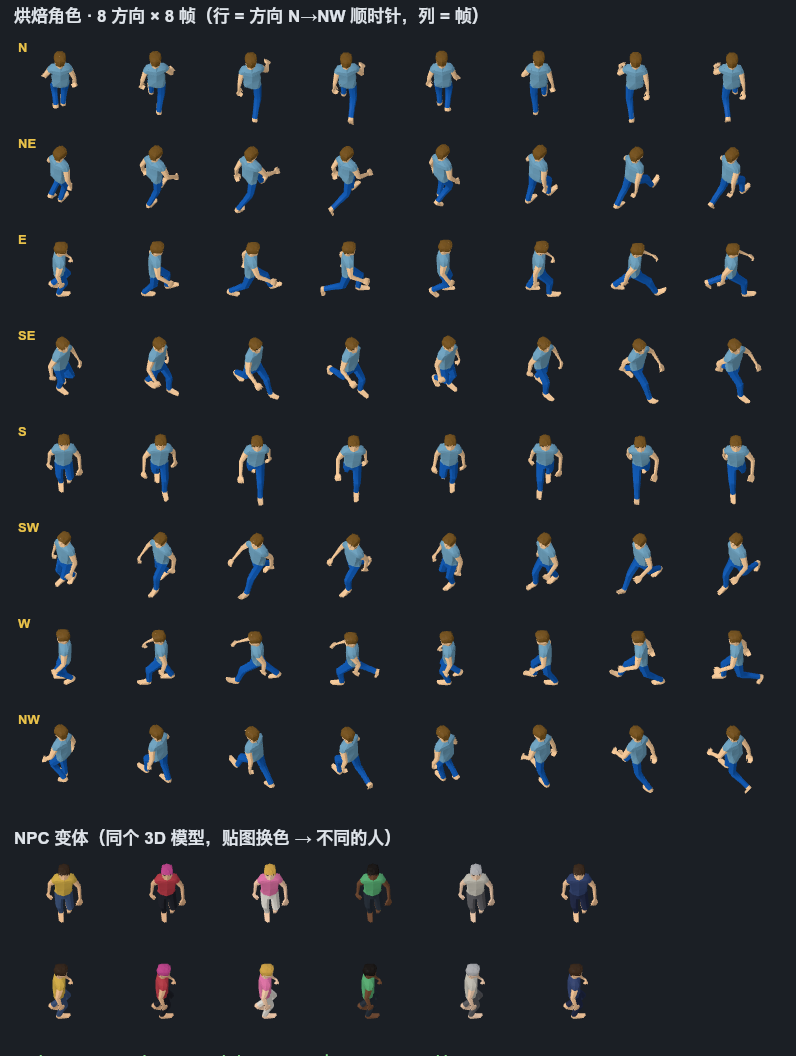 烘焙角色 · 8 方向 × 8 帧（行 = 方向 N→NW 顺时针，列 = 帧）
N
NE
E
SE
S
SW
W
NW
NPC 变体（同个 3D 模型，贴图换色 → 不同的人）